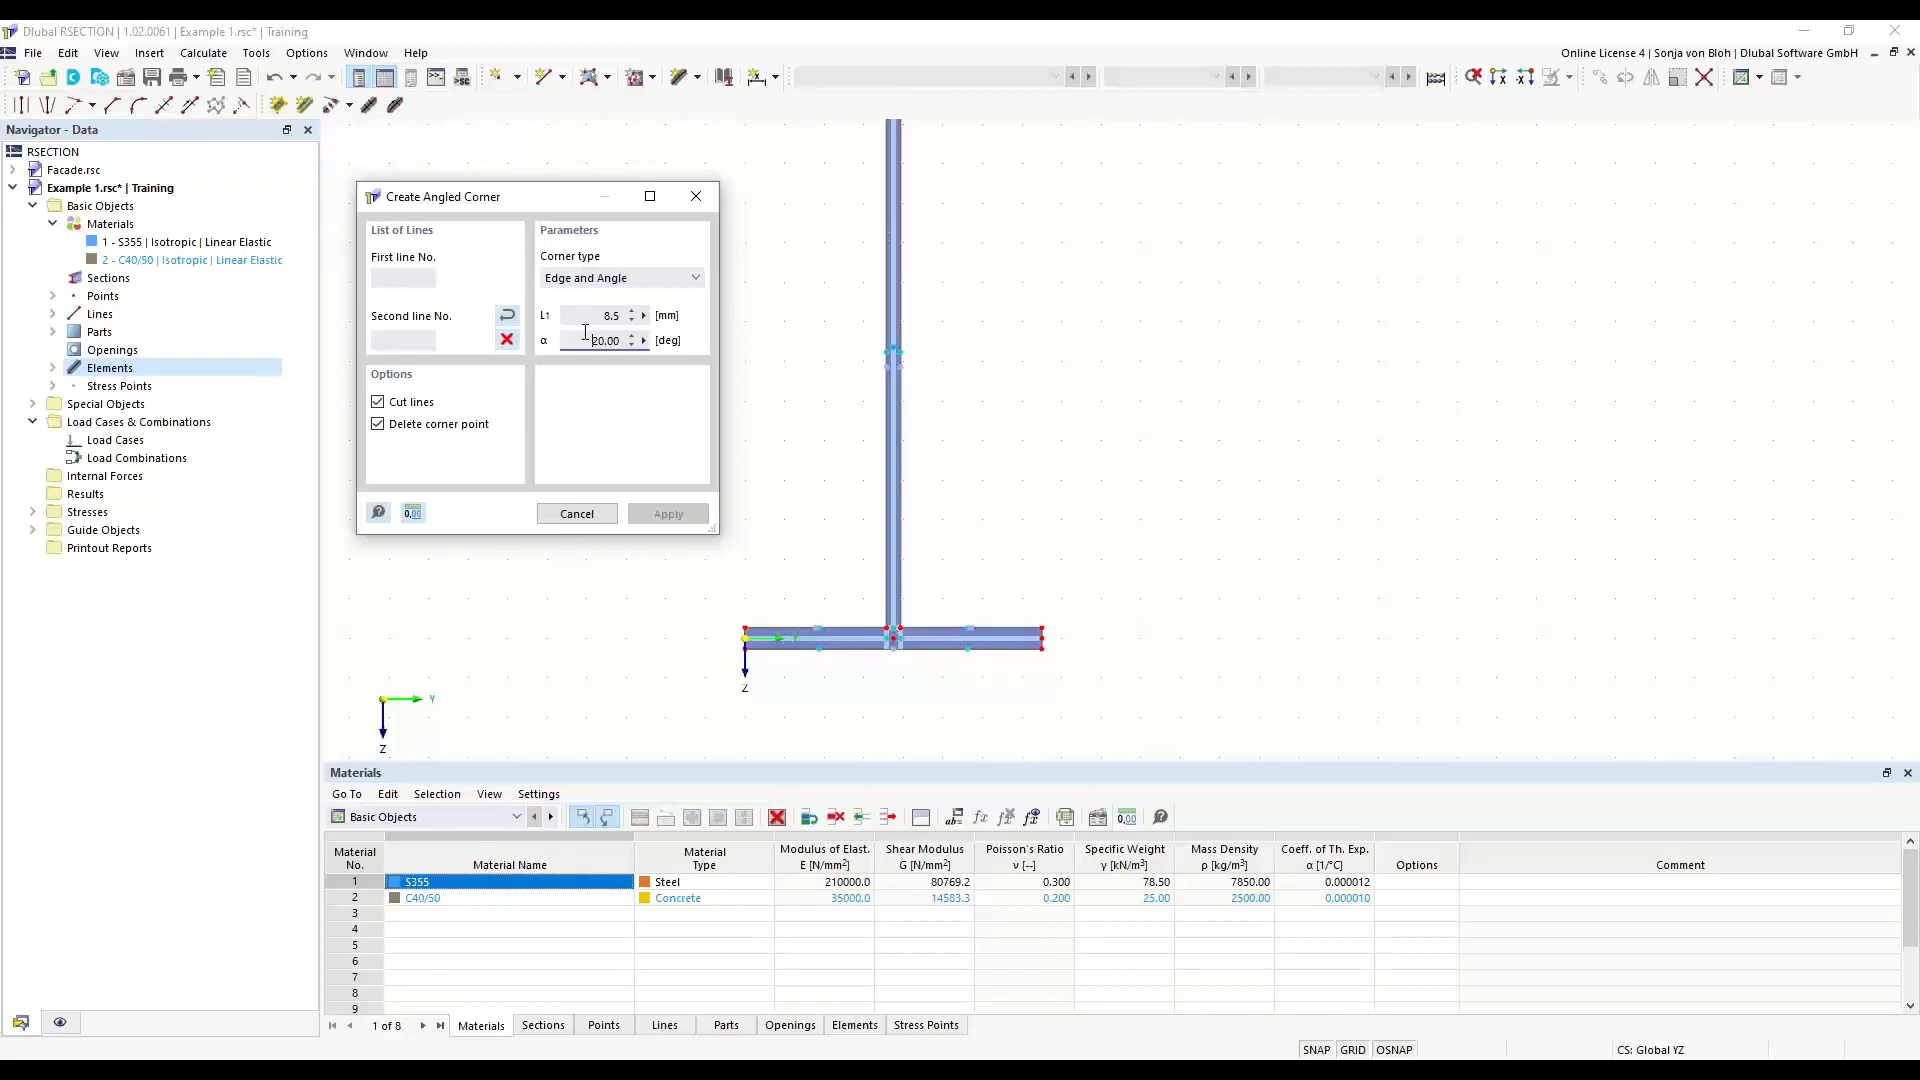 Dlubal RSECTION | 1.02.0061 | Example 1.rsc* | Training
File Edit View Insert Calculate Tools Options Window Help
Online License 4 | Sonja von Bloh | Dlubal Software GmbH
Navigator - Data
RSECTION
Facade.rsc
Example 1.rsc* | Training
Basic Objects
Materials
1 - S355 | Isotropic | Linear Elastic
2 - C40/50 | Isotropic | Linear Elastic
Sections
Points
Lines
Parts
Openings
Elements
Stress Points
Special Objects
Load Cases & Combinations
Load Cases
Load Combinations
Internal Forces
Results
Stresses
Guide Objects
Printout Reports
Create Angled Corner
List of Lines
First line No.
Second line No.
Parameters
Corner type
Edge and Angle
L1 8.5 [mm]
α 20.00 [deg]
Options
Cut lines
Delete corner point
0,00
Cancel Apply
Y
Z
Y
Z
Materials
Go To Edit Selection View Settings
Basic Objects
Material No. Material Name Material Type Modulus of Elast. E [N/mm²] Shear Modulus G [N/mm²] Poisson's Ratio ν [--] Specific Weight γ [kN/m³] Mass Density ρ [kg/m³] Coeff. of Th. Exp. α [1/°C] Options Comment
1 S355 Steel 210000.0 80769.2 0.300 78.50 7850.00 0.000012
2 C40/50 Concrete 35000.0 14583.3 0.200 25.00 2500.00 0.000010
3
4
5
6
7
8
9
1 of 8 Materials Sections Points Lines Parts Openings Elements Stress Points
SNAP GRID OSNAP CS: Global YZ